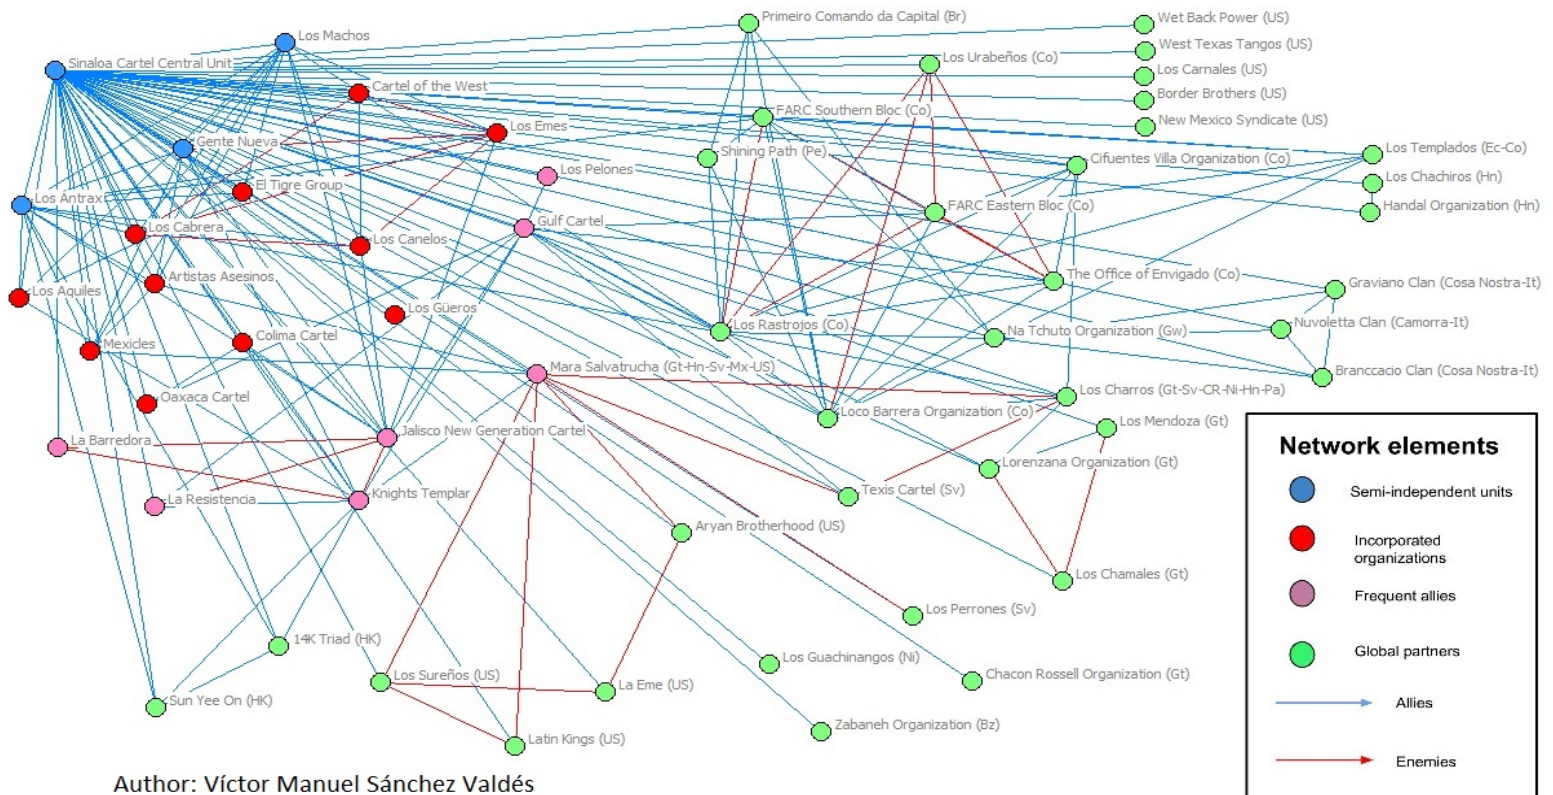 Primeiro Comando da Capital (Br)
Wet Back Power (US)
Los Machos
West Texas Tangos (US)
Los Urabeños (Co)
Sinaloa Cartel Central Unit
Los Carnales (US)
Cartel of the West
Border Brothers (US)
FARC Southern Bloc (Co)
New Mexico Syndicate (US)
Los Emes
Gente Nueva
Shining Path (Pe)
Los Templados (Ec-Co)
Cifuentes Villa Organization (Co)
Los Pelones
Los Chachiros (Hn)
El Tigre Group
Los Antrax
FARC Eastern Bloc (Co)
Handal Organization (Hn)
Gulf Cartel
Los Cabrera
Los Canelos
Artistas Asesinos
The Office of Envigado (Co)
Graviano Clan (Cosa Nostra-It)
Los Aquiles
Los Güeros
Los Rastrojos (Co)
Nuvoletta Clan (Camorra-It)
Na Tchuto Organization (Gw)
Colima Cartel
Mexicles
Mara Salvatrucha (Gt-Hn-Sv-Mx-US)
Branccacio Clan (Cosa Nostra-It)
Los Charros (Gt-Sv-CR-Ni-Hn-Pa)
Oaxaca Cartel
Loco Barrera Organization (Co)
Los Mendoza (Gt)
Jalisco New Generation Cartel
La Barredora
Lorenzana Organization (Gt)
Texis Cartel (Sv)
Knights Templar
La Resistencia
Aryan Brotherhood (US)
Los Chamales (Gt)
Los Perrones (Sv)
14K Triad (HK)
Los Guachinangos (Ni)
Los Sureños (US)
Chacon Rossell Organization (Gt)
La Eme (US)
Sun Yee On (HK)
Zabaneh Organization (Bz)
Latin Kings (US)
Author: Víctor Manuel Sánchez Valdés
Network elements
Semi-independent units
Incorporated
organizations
Frequent allies
Global partners
Allies
Enemies